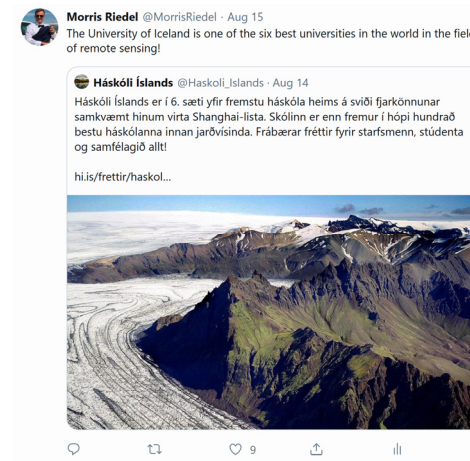 Morris Riedel @MorrisRiedel · Aug 15
The University of Iceland is one of the six best universities in the world in the
of remote sensing!
Háskóli Íslands @Haskoli_Islands · Aug 14
Háskóli Íslands er í 6. sæti yfir fremstu háskóla heims á sviði fjarkönnunar
samkvæmt hinum virta Shanghai-lista. Skólinn er enn fremur í hópi hundrað
bestu háskólanna innan jarðvísinda. Frábærar fréttir fyrir starfsmenn, stúdenta
og samfélagið allt!
hi.is/frettir/haskol...
9